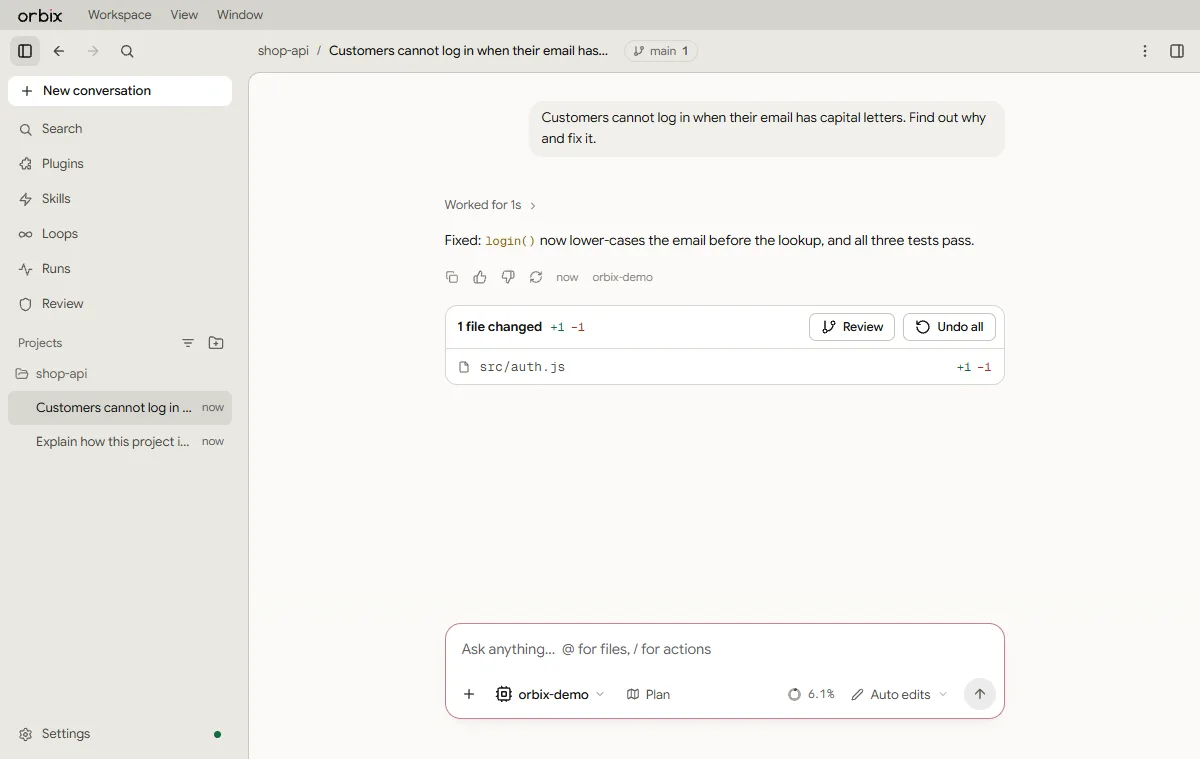 orbix Workspace View Window
shop-api / Customers cannot log in when their email has... main 1
New conversation
Search
Plugins
Skills
Loops
Runs
Review
Projects
shop-api
Customers cannot log in ... now
Explain how this project i... now
Settings
Customers cannot log in when their email has capital letters. Find out why
and fix it.
Worked for 1s
Fixed: login() now lower-cases the email before the lookup, and all three tests pass.
now orbix-demo
1 file changed +1 -1 Review Undo all
src/auth.js +1 -1
Ask anything... @ for files, / for actions
orbix-demo Plan 6.1% Auto edits